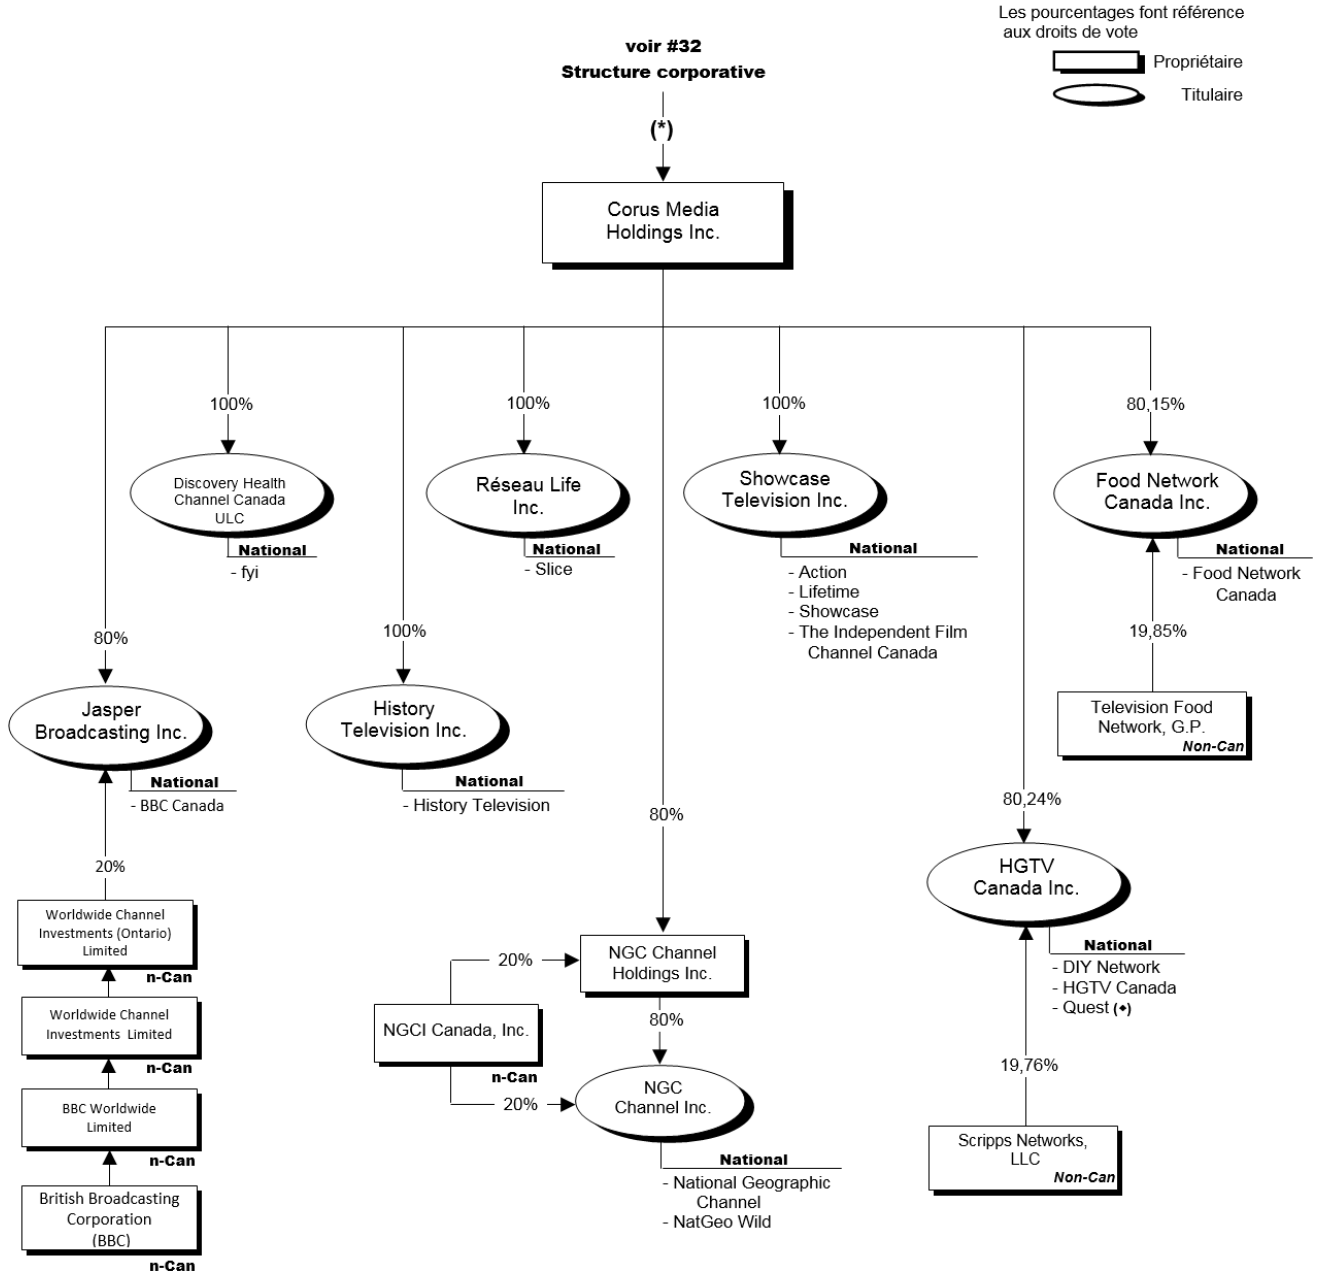 Les pourcentages font référence
aux droits de vote
Propriétaire
Titulaire
voir #32
Structure corporative
(*)
Corus Media
Holdings Inc.
100%
100%
100%
80,15%
Discovery Health
Channel Canada
ULC
National
- fyi
Réseau Life
Inc.
National
- Slice
Showcase
Television Inc.
National
- Action
- Lifetime
- Showcase
- The Independent Film
Channel Canada
Food Network
Canada Inc.
National
- Food Network
Canada
19,85%
Television Food
Network, G.P.
Non-Can
80%
Jasper
Broadcasting Inc.
National
- BBC Canada
20%
Worldwide Channel
Investments (Ontario)
Limited
n-Can
Worldwide Channel
Investments Limited
n-Can
BBC Worldwide
Limited
n-Can
British Broadcasting
Corporation
(BBC)
n-Can
100%
History
Television Inc.
National
- History Television
80%
NGC Channel
Holdings Inc.
20%
NGCI Canada, Inc.
n-Can
20%
80%
NGC
Channel Inc.
National
- National Geographic
Channel
- NatGeo Wild
80,24%
HGTV
Canada Inc.
National
- DIY Network
- HGTV Canada
- Quest (♦)
19,76%
Scripps Networks,
LLC
Non-Can